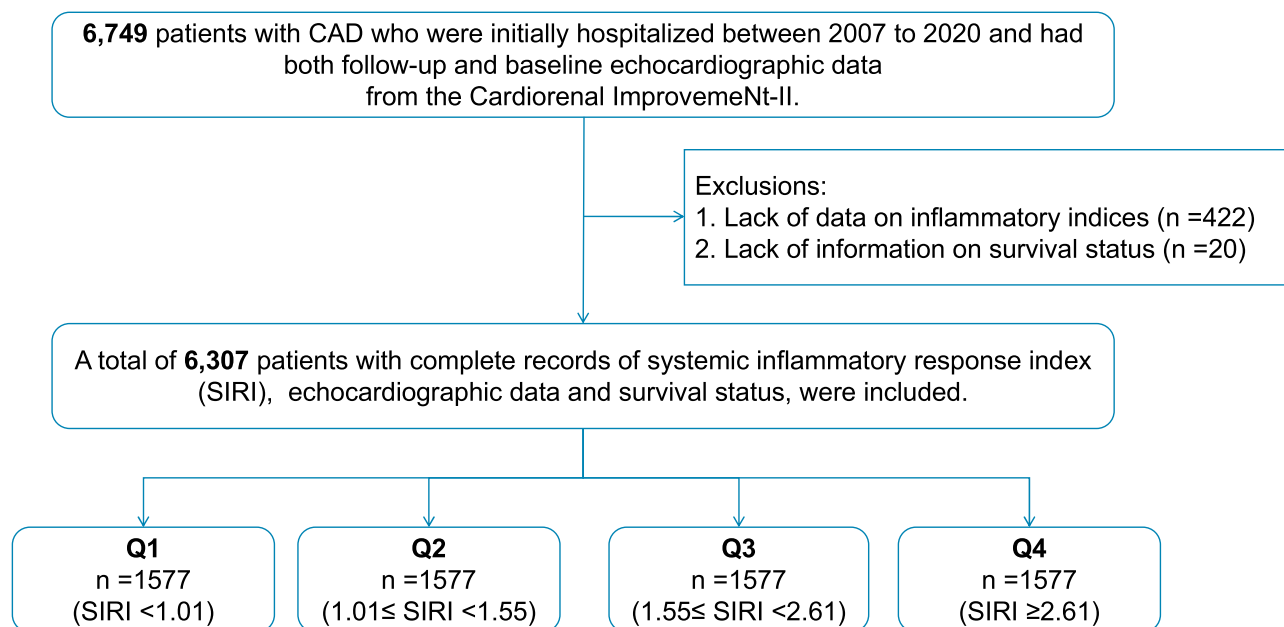 6,749 patients with CAD who were initially hospitalized between 2007 to 2020 and had
both follow-up and baseline echocardiographic data
from the Cardiorenal ImprovemeNt-II.
Exclusions:
1. Lack of data on inflammatory indices (n =422)
2. Lack of information on survival status (n =20)
A total of 6,307 patients with complete records of systemic inflammatory response index
(SIRI), echocardiographic data and survival status, were included.
Q1
n =1577
(SIRI <1.01)
Q2
n =1577
(1.01≤ SIRI <1.55)
Q3
n =1577
(1.55≤ SIRI <2.61)
Q4
n =1577
(SIRI ≥2.61)